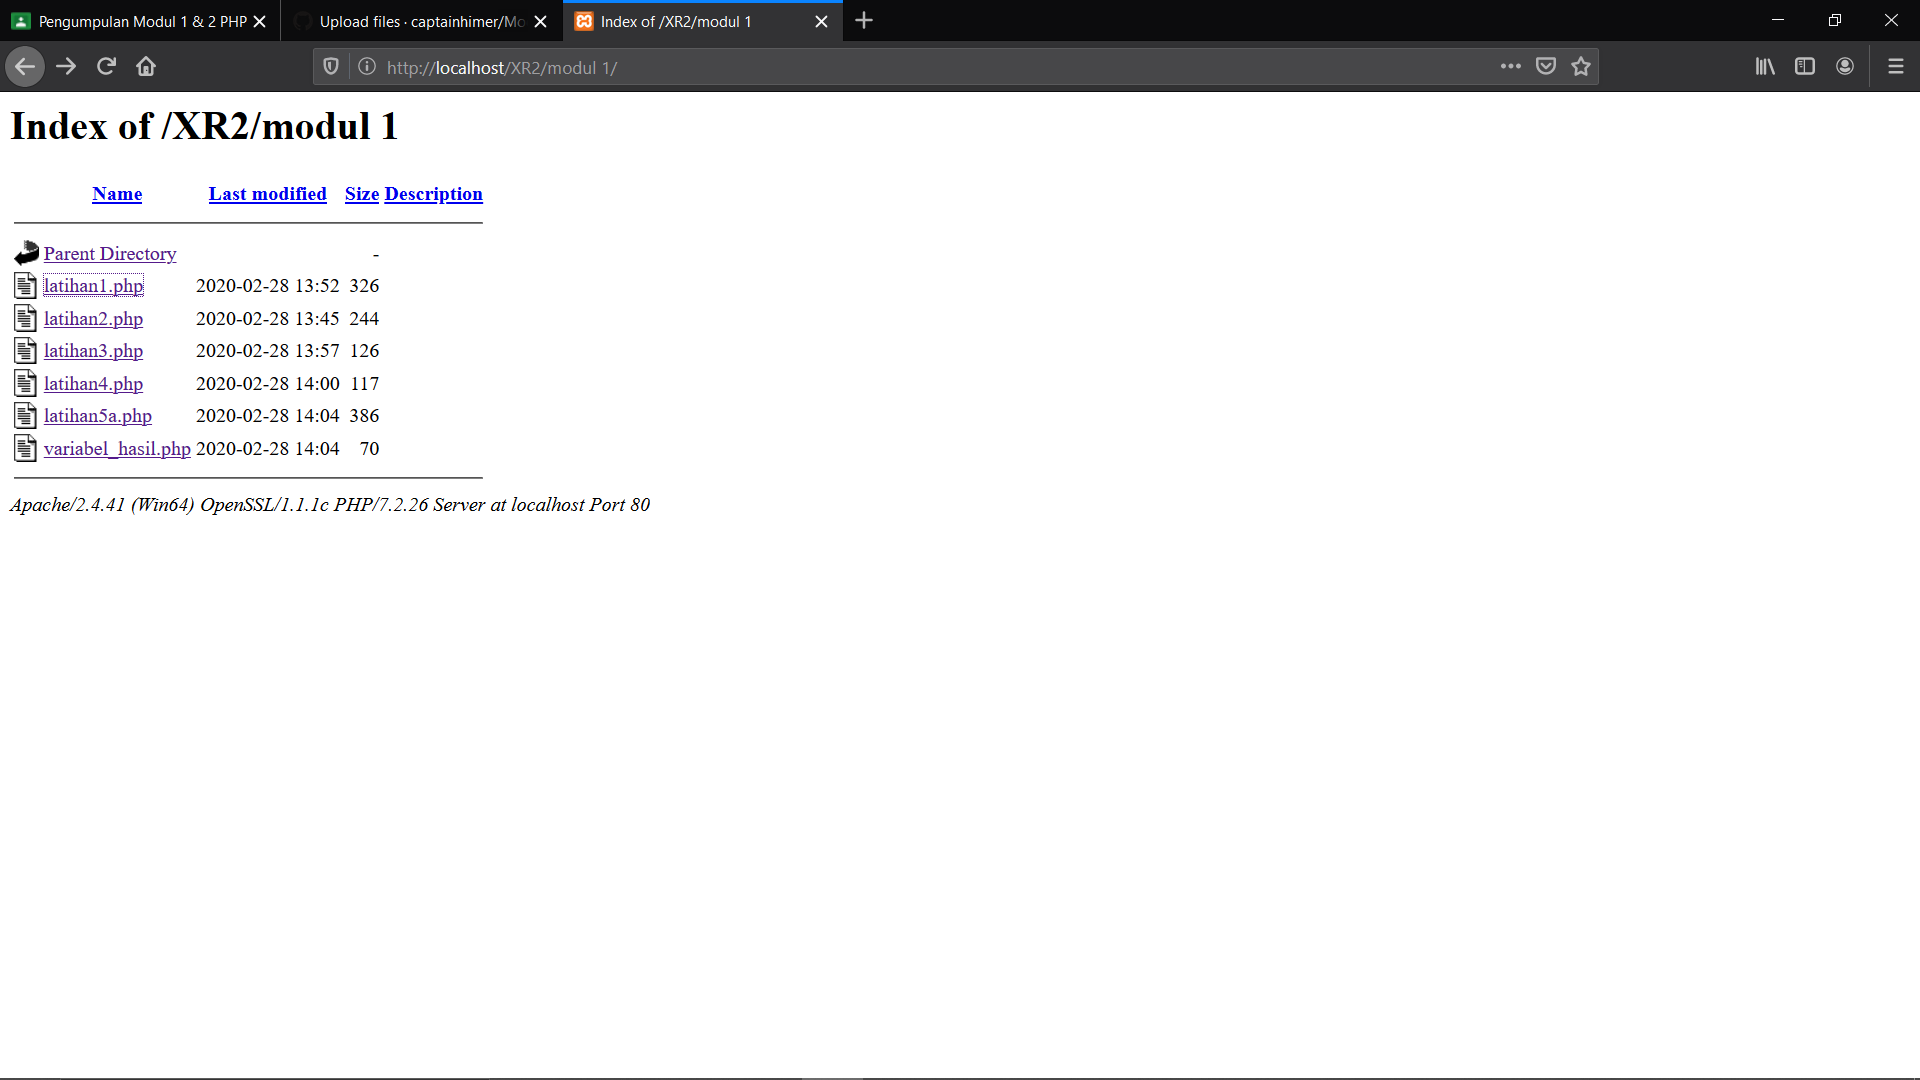 Pengumpulan Modul 1 & 2 PHP
Upload files · captainhimer/Mo
Index of /XR2/modul 1
http://localhost/XR2/modul 1/
Index of /XR2/modul 1
Name Last modified Size Description
Parent Directory -
latihan1.php 2020-02-28 13:52 326
latihan2.php 2020-02-28 13:45 244
latihan3.php 2020-02-28 13:57 126
latihan4.php 2020-02-28 14:00 117
latihan5a.php 2020-02-28 14:04 386
variabel_hasil.php 2020-02-28 14:04 70
Apache/2.4.41 (Win64) OpenSSL/1.1.1c PHP/7.2.26 Server at localhost Port 80